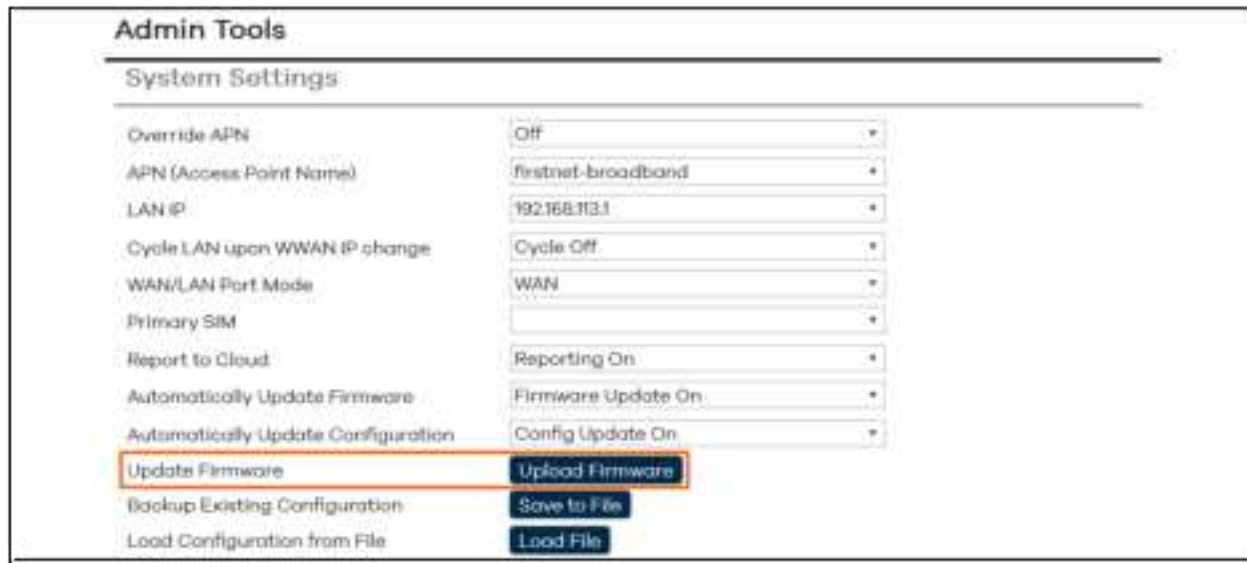 Admin Tools
System Settings
Override APN Off
APN (Access Point Name) firstnet-broadband
LAN IP 192.168.113.1
Cycle LAN upon WWAN IP change Cycle Off
WAN/LAN Port Mode WAN
Primary SIM
Report to Cloud Reporting On
Automatically Update Firmware Firmware Update On
Automatically Update Configuration Config Update On
Update Firmware Upload Firmware
Backup Existing Configuration Save to File
Load Configuration from File Load File